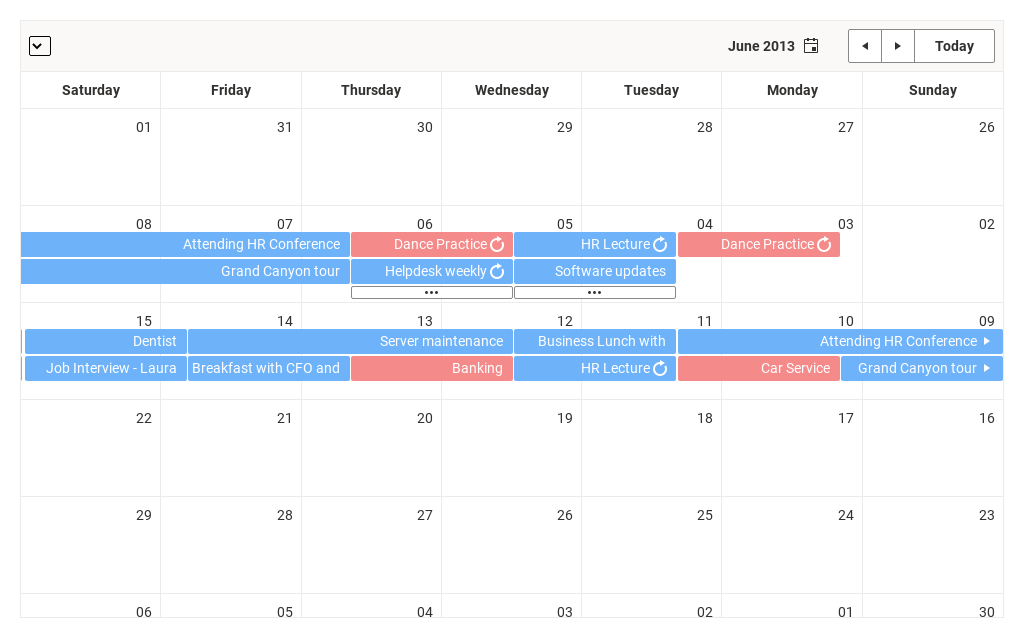 June 2013 Today
Saturday Friday Thursday Wednesday Tuesday Monday Sunday
01 31 30 29 28 27 26
08 07 06 05 04 03 02
Attending HR Conference Dance Practice HR Lecture Dance Practice
Grand Canyon tour Helpdesk weekly Software updates
••• •••
15 14 13 12 11 10 09
Dentist Server maintenance Business Lunch with Attending HR Conference
Job Interview - Laura Breakfast with CFO and Banking HR Lecture Car Service Grand Canyon tour
22 21 20 19 18 17 16
29 28 27 26 25 24 23
06 05 04 03 02 01 30